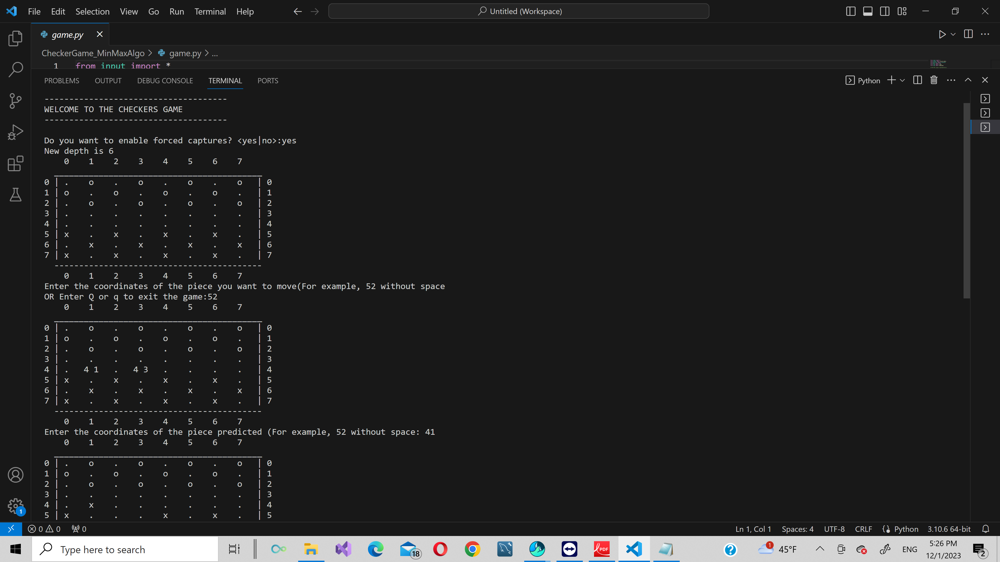 File Edit Selection View Go Run Terminal Help Untitled (Workspace)
game.py
CheckerGame_MinMaxAlgo > game.py > ...
1 from input import *
PROBLEMS OUTPUT DEBUG CONSOLE TERMINAL PORTS Python
-------------------------------------
WELCOME TO THE CHECKERS GAME
-------------------------------------
Do you want to enable forced captures? <yes|no>:yes
New depth is 6
0 1 2 3 4 5 6 7
__________________________________________
0 | . o . o . o . o | 0
1 | o . o . o . o . | 1
2 | . o . o . o . o | 2
3 | . . . . . . . . | 3
4 | . . . . . . . . | 4
5 | x . x . x . x . | 5
6 | . x . x . x . x | 6
7 | x . x . x . x . | 7
------------------------------------------
0 1 2 3 4 5 6 7
Enter the coordinates of the piece you want to move(For example, 52 without space
OR Enter Q or q to exit the game:52
0 1 2 3 4 5 6 7
__________________________________________
0 | . o . o . o . o | 0
1 | o . o . o . o . | 1
2 | . o . o . o . o | 2
3 | . . . . . . . . | 3
4 | . 4 1 . 4 3 . . . . | 4
5 | x . x . x . x . | 5
6 | . x . x . x . x | 6
7 | x . x . x . x . | 7
------------------------------------------
0 1 2 3 4 5 6 7
Enter the coordinates of the piece predicted (For example, 52 without space: 41
0 1 2 3 4 5 6 7
__________________________________________
0 | . o . o . o . o | 0
1 | o . o . o . o . | 1
2 | . o . o . o . o | 2
3 | . . . . . . . . | 3
4 | . x . . . . . . | 4
5 | x . . . x . x . | 5
1
0 0 0 Ln 1, Col 1 Spaces: 4 UTF-8 CRLF Python 3.10.6 64-bit
Type here to search 18 PDF 1 45°F ENG 5:26 PM
12/1/2023 2